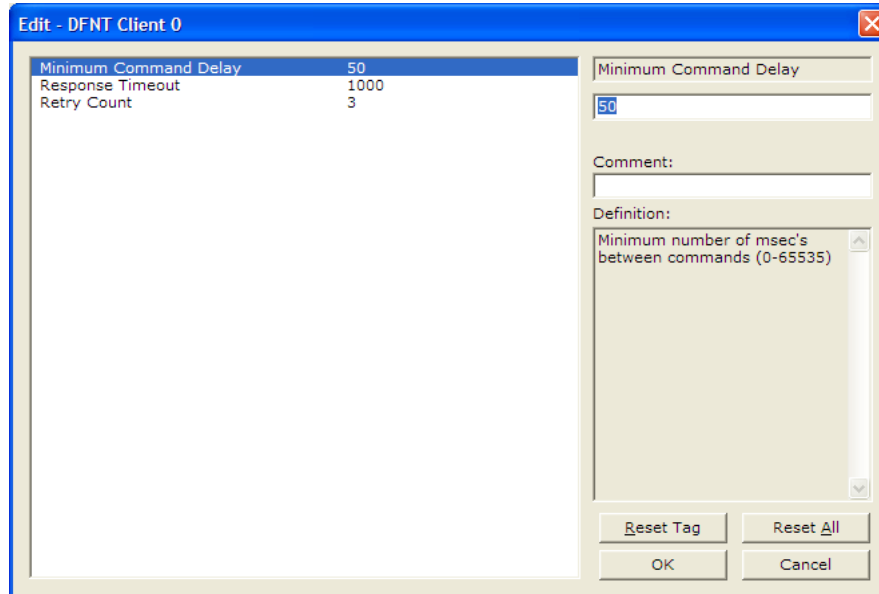 Edit - DFNT Client 0
Minimum Command Delay 50
Response Timeout 1000
Retry Count 3
Minimum Command Delay
50
Comment:
Definition:
Minimum number of msec's
between commands (0-65535)
Reset Tag Reset All
OK Cancel